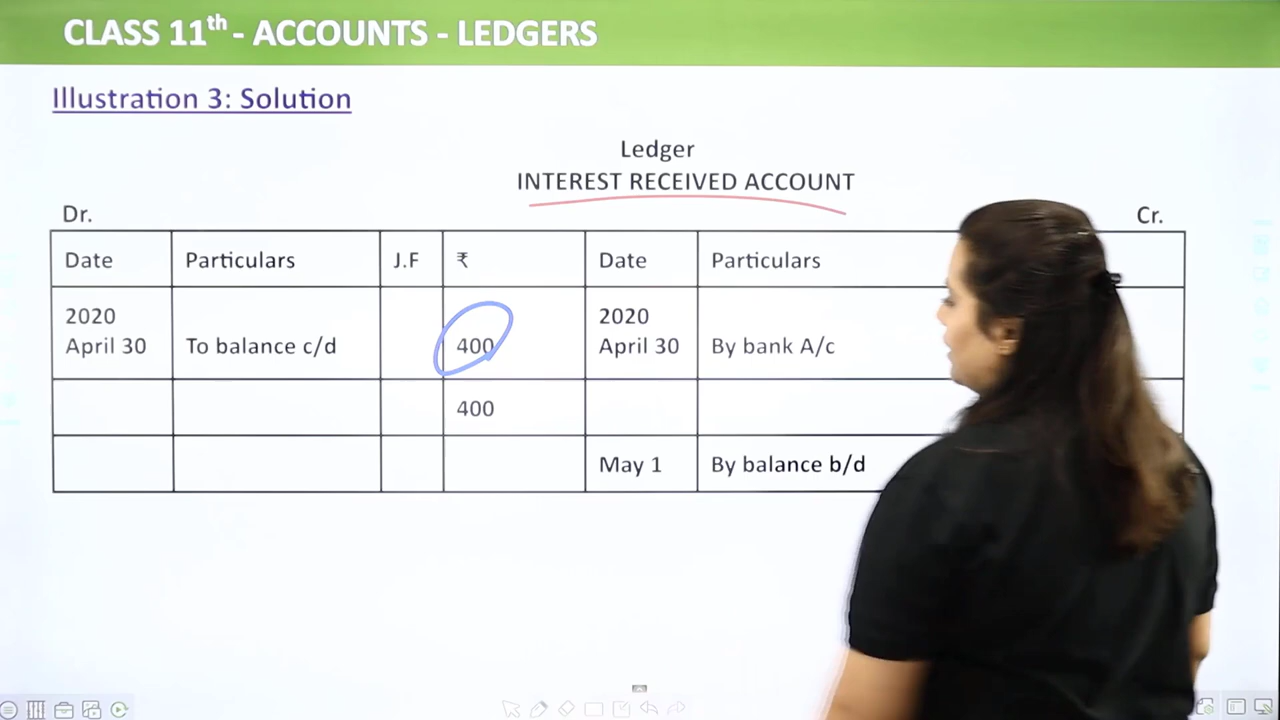 CLASS 11th - ACCOUNTS - LEDGERS
Illustration 3: Solution
Ledger
INTEREST RECEIVED ACCOUNT
Dr. Cr.
Date Particulars J.F ₹ Date Particulars
2020 2020
April 30 To balance c/d 400 April 30 By bank A/c
400
May 1 By balance b/d